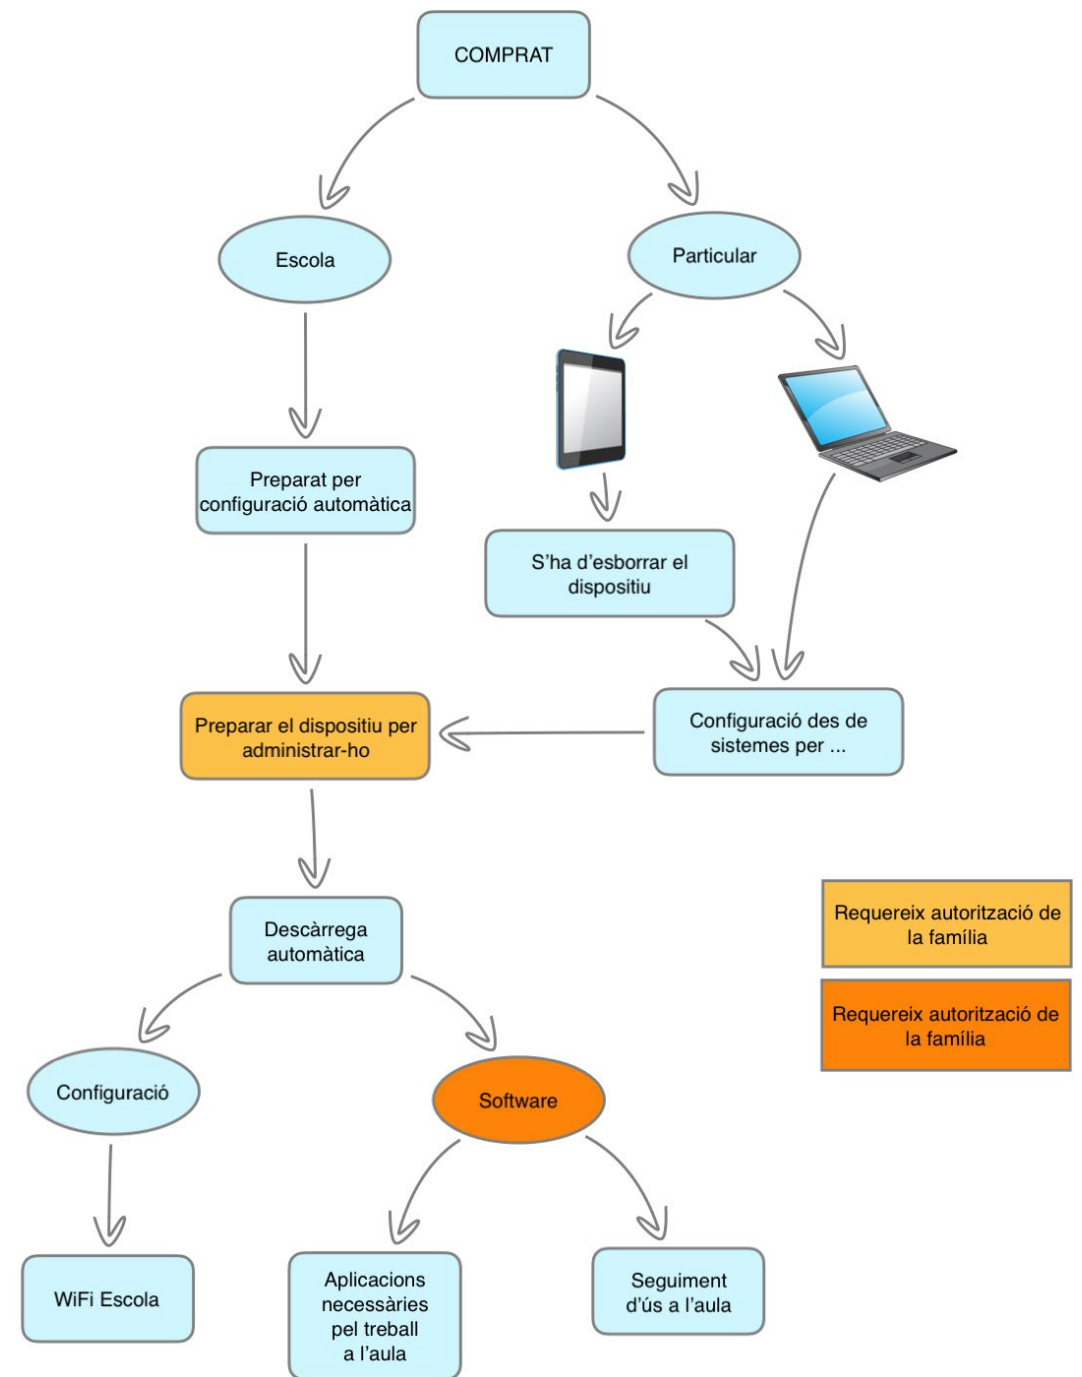 COMPRAT
Escola
Particular
Preparat per
configuració automàtica
S'ha d'esborrar el
dispositiu
Preparar el dispositiu per
administrar-ho
Configuració des de
sistemes per ...
Descàrrega
automàtica
Requereix autorització de
la família
Requereix autorització de
la família
Configuració
Software
WiFi Escola
Aplicacions
necessàries
pel treball
a l'aula
Seguiment
d'ús a l'aula